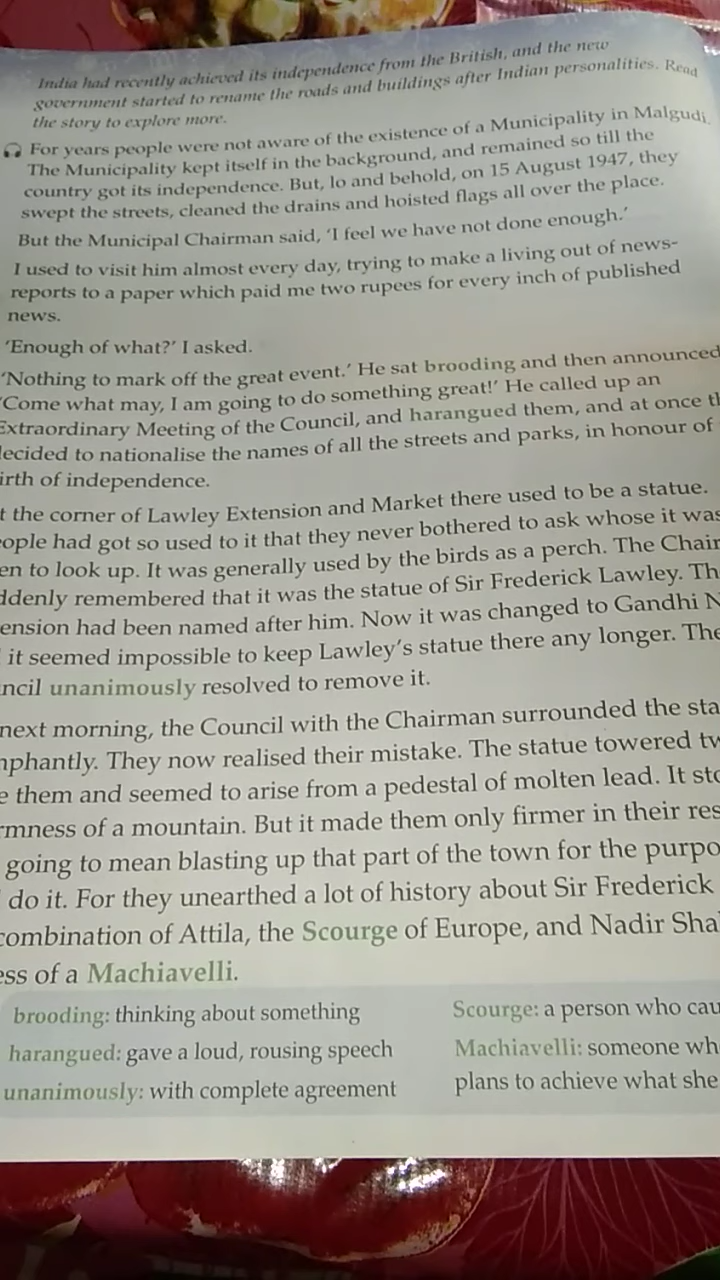 India had recently achieved its independence from the British, and the new
government started to rename the roads and buildings after Indian personalities. Read
the story to explore more.
For years people were not aware of the existence of a Municipality in Malgudi.
The Municipality kept itself in the background, and remained so till the
country got its independence. But, lo and behold, on 15 August 1947, they
swept the streets, cleaned the drains and hoisted flags all over the place.
But the Municipal Chairman said, ‘I feel we have not done enough.’
I used to visit him almost every day, trying to make a living out of news-
reports to a paper which paid me two rupees for every inch of published
news.
‘Enough of what?’ I asked.
‘Nothing to mark off the great event.’ He sat brooding and then announced
‘Come what may, I am going to do something great!’ He called up an
Extraordinary Meeting of the Council, and harangued them, and at once th
decided to nationalise the names of all the streets and parks, in honour of
irth of independence.
t the corner of Lawley Extension and Market there used to be a statue.
ople had got so used to it that they never bothered to ask whose it was
en to look up. It was generally used by the birds as a perch. The Chair
ddenly remembered that it was the statue of Sir Frederick Lawley. Th
ension had been named after him. Now it was changed to Gandhi N
it seemed impossible to keep Lawley’s statue there any longer. The
ncil unanimously resolved to remove it.
next morning, the Council with the Chairman surrounded the sta
mphantly. They now realised their mistake. The statue towered tw
e them and seemed to arise from a pedestal of molten lead. It sto
rmness of a mountain. But it made them only firmer in their res
going to mean blasting up that part of the town for the purpo
do it. For they unearthed a lot of history about Sir Frederick
combination of Attila, the Scourge of Europe, and Nadir Sha
ess of a Machiavelli.
brooding: thinking about something
harangued: gave a loud, rousing speech
unanimously: with complete agreement
Scourge: a person who cau
Machiavelli: someone wh
plans to achieve what she